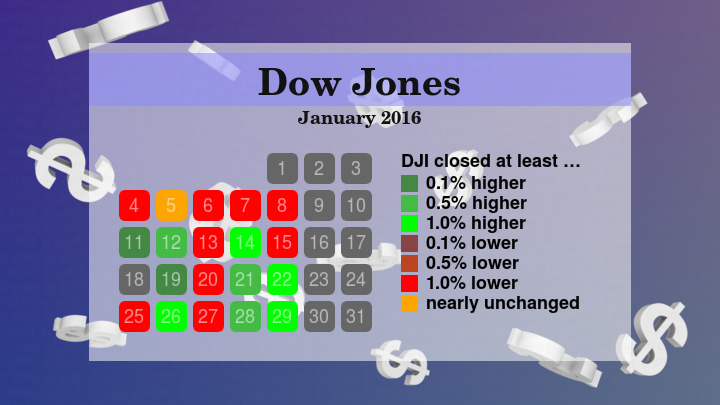 Dow Jones
January 2016
1 2 3
4 5 6 7 8 9 10
11 12 13 14 15 16 17
18 19 20 21 22 23 24
25 26 27 28 29 30 31
DJI closed at least …
0.1% higher
0.5% higher
1.0% higher
0.1% lower
0.5% lower
1.0% lower
nearly unchanged